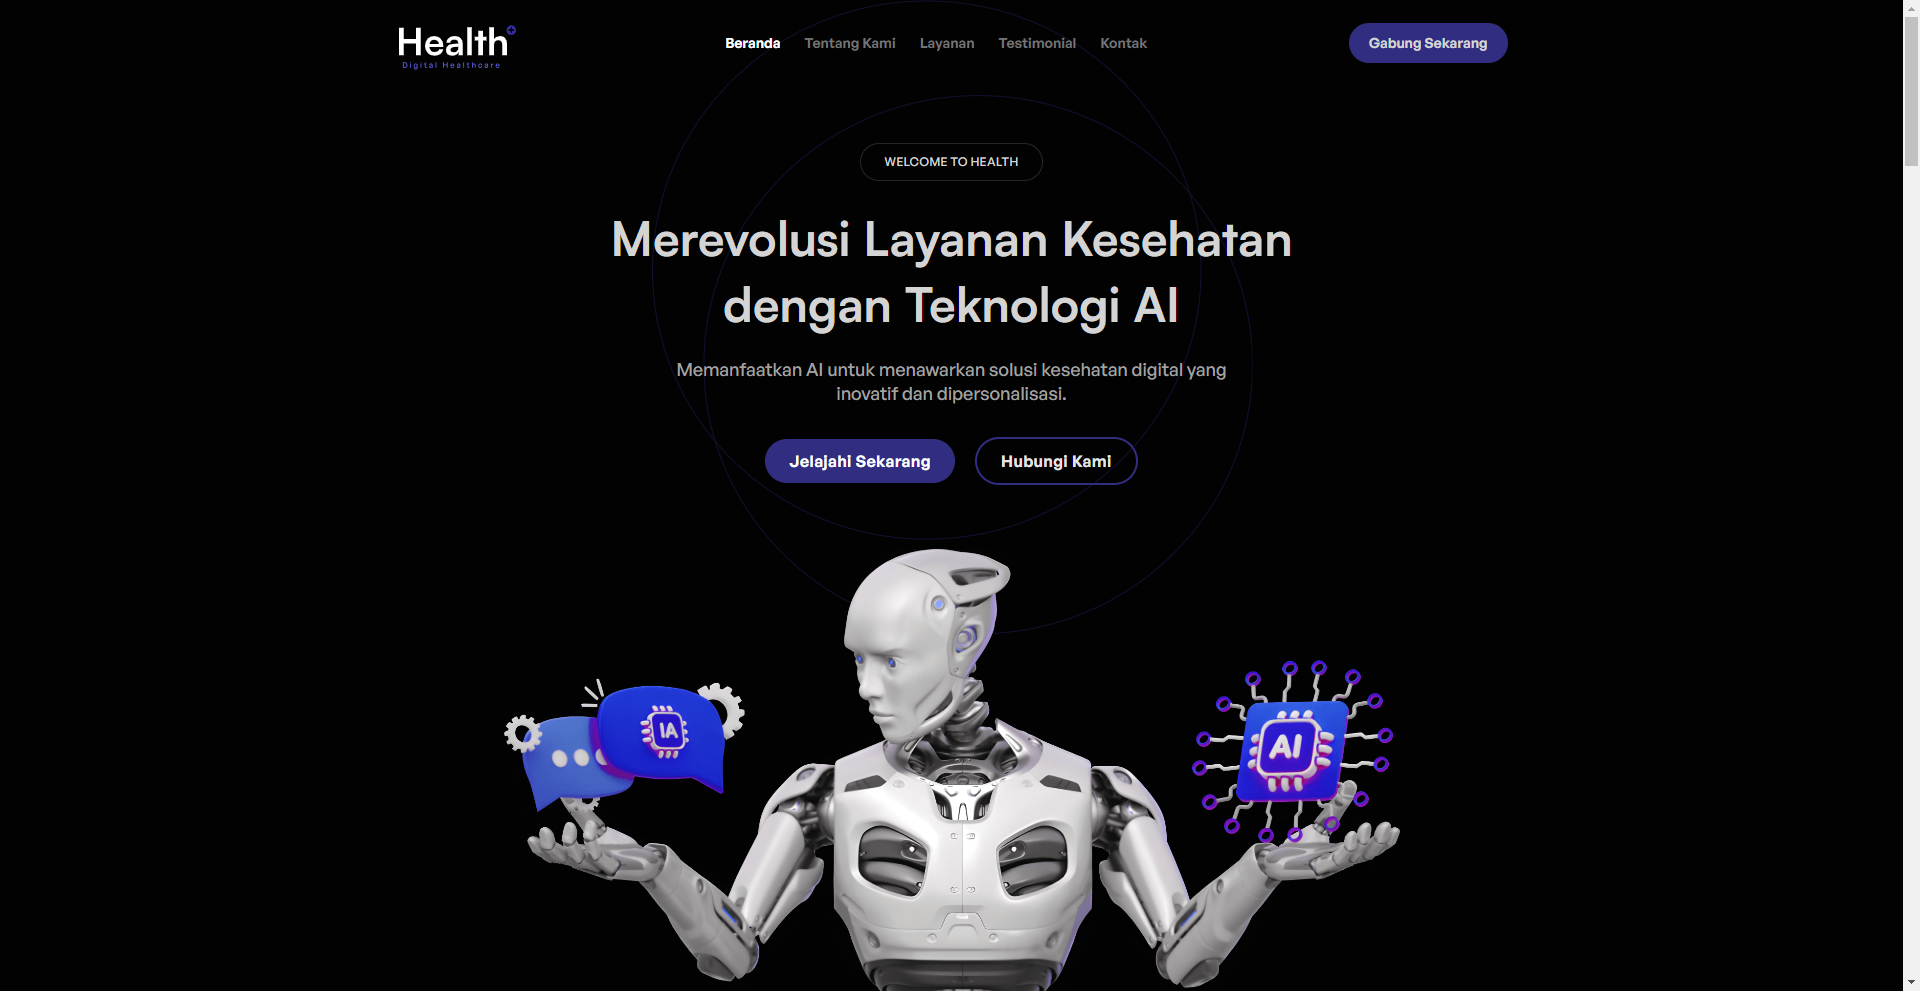 Health
Digital Healthcare
Beranda
Tentang Kami
Layanan
Testimonial
Kontak
Gabung Sekarang
WELCOME TO HEALTH
Merevolusi Layanan Kesehatan
dengan Teknologi AI
Memanfaatkan AI untuk menawarkan solusi kesehatan digital yang
inovatif dan dipersonalisasi.
Jelajahi Sekarang
Hubungi Kami
IA
AI